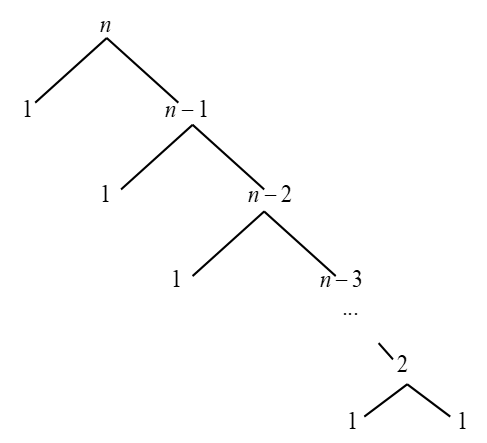 n
1 n – 1
1 n – 2
1 n – 3
...
2
1 1